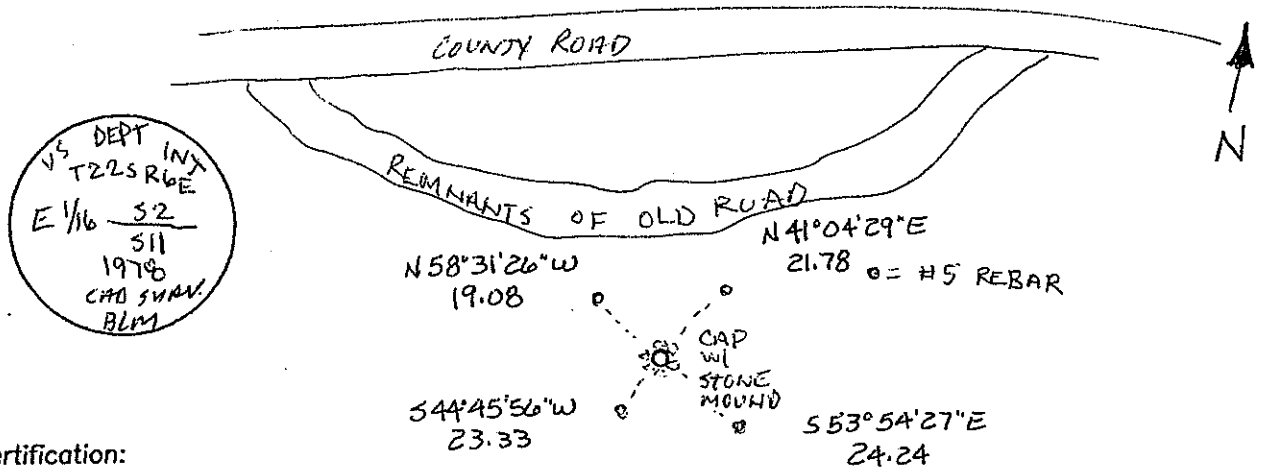 COUNTY ROAD
N
US DEPT INT
T22S R6E
E 1/16 S2
S11
1978
CAD SURV.
BLM
REMNANTS OF OLD ROAD
N 58°31'26"W
19.08
N 41°04'29"E
21.78
o = #5 REBAR
CAP
W/
STONE
MOUND
S 44°45'56"W
23.33
S 53°54'27"E
24.24
ertification: